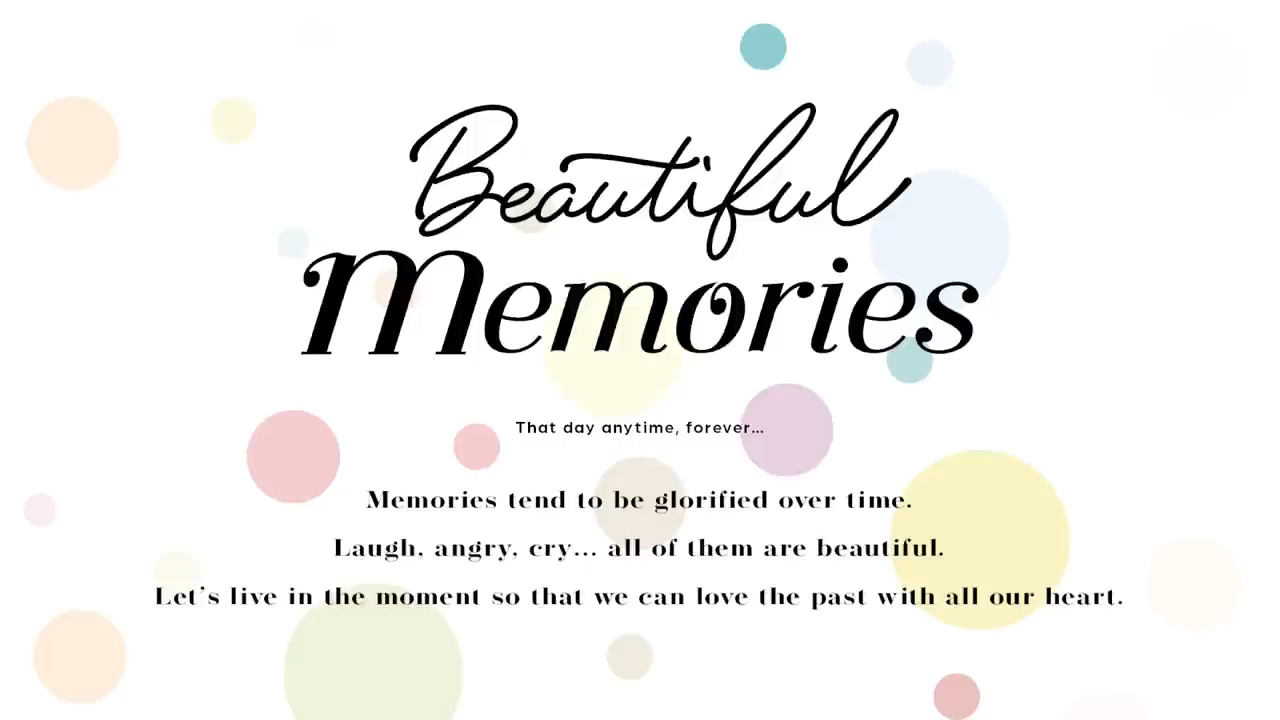 Beautiful
Memories
That day anytime, forever...
Memories tend to be glorified over time.
Laugh, angry, cry... all of them are beautiful.
Let's live in the moment so that we can love the past with all our heart.